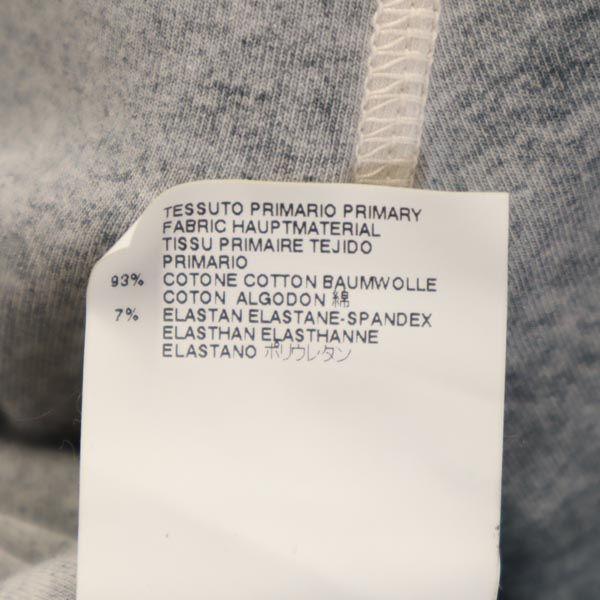 TESSUTO PRIMARIO PRIMARY
FABRIC HAUPTMATERIAL
TISSU PRIMAIRE TEJIDO
PRIMARIO
93% COTONE COTTON BAUMWOLLE
COTON ALGODON 綿
7% ELASTAN ELASTANE-SPANDEX
ELASTHAN ELASTHANNE
ELASTANO ポリウレタン